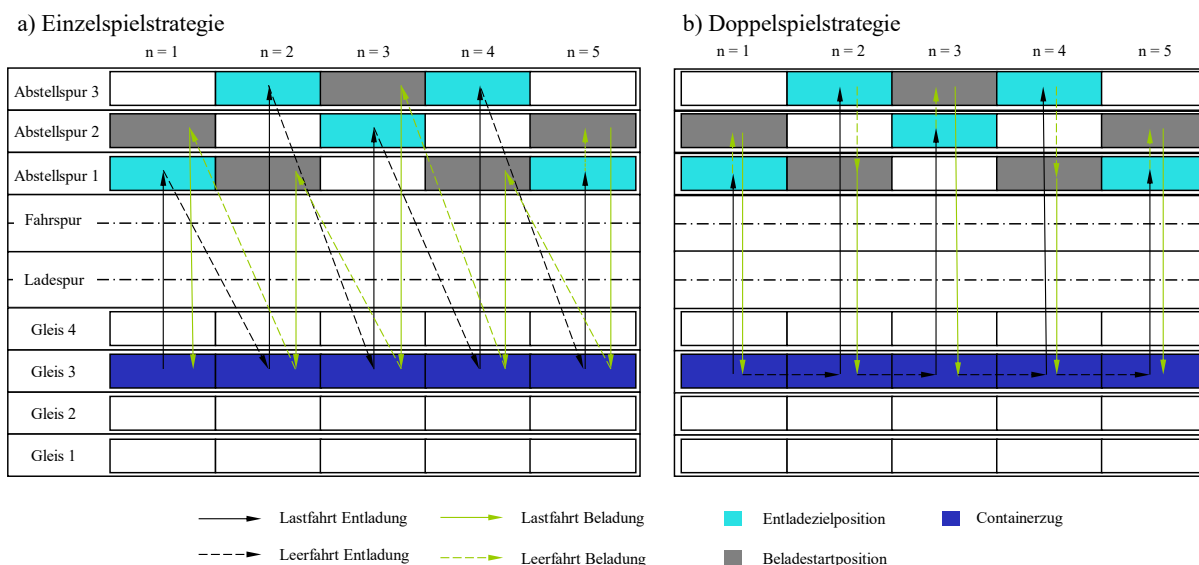 a) Einzelspielstrategie
n = 1 n = 2 n = 3 n = 4 n = 5
Abstellspur 3
Abstellspur 2
Abstellspur 1
Fahrspur
Ladespur
Gleis 4
Gleis 3
Gleis 2
Gleis 1
b) Doppelspielstrategie
n = 1 n = 2 n = 3 n = 4 n = 5
Lastfahrt Entladung Lastfahrt Beladung Entladezielposition Containerzug
Leerfahrt Entladung Leerfahrt Beladung Beladestartposition